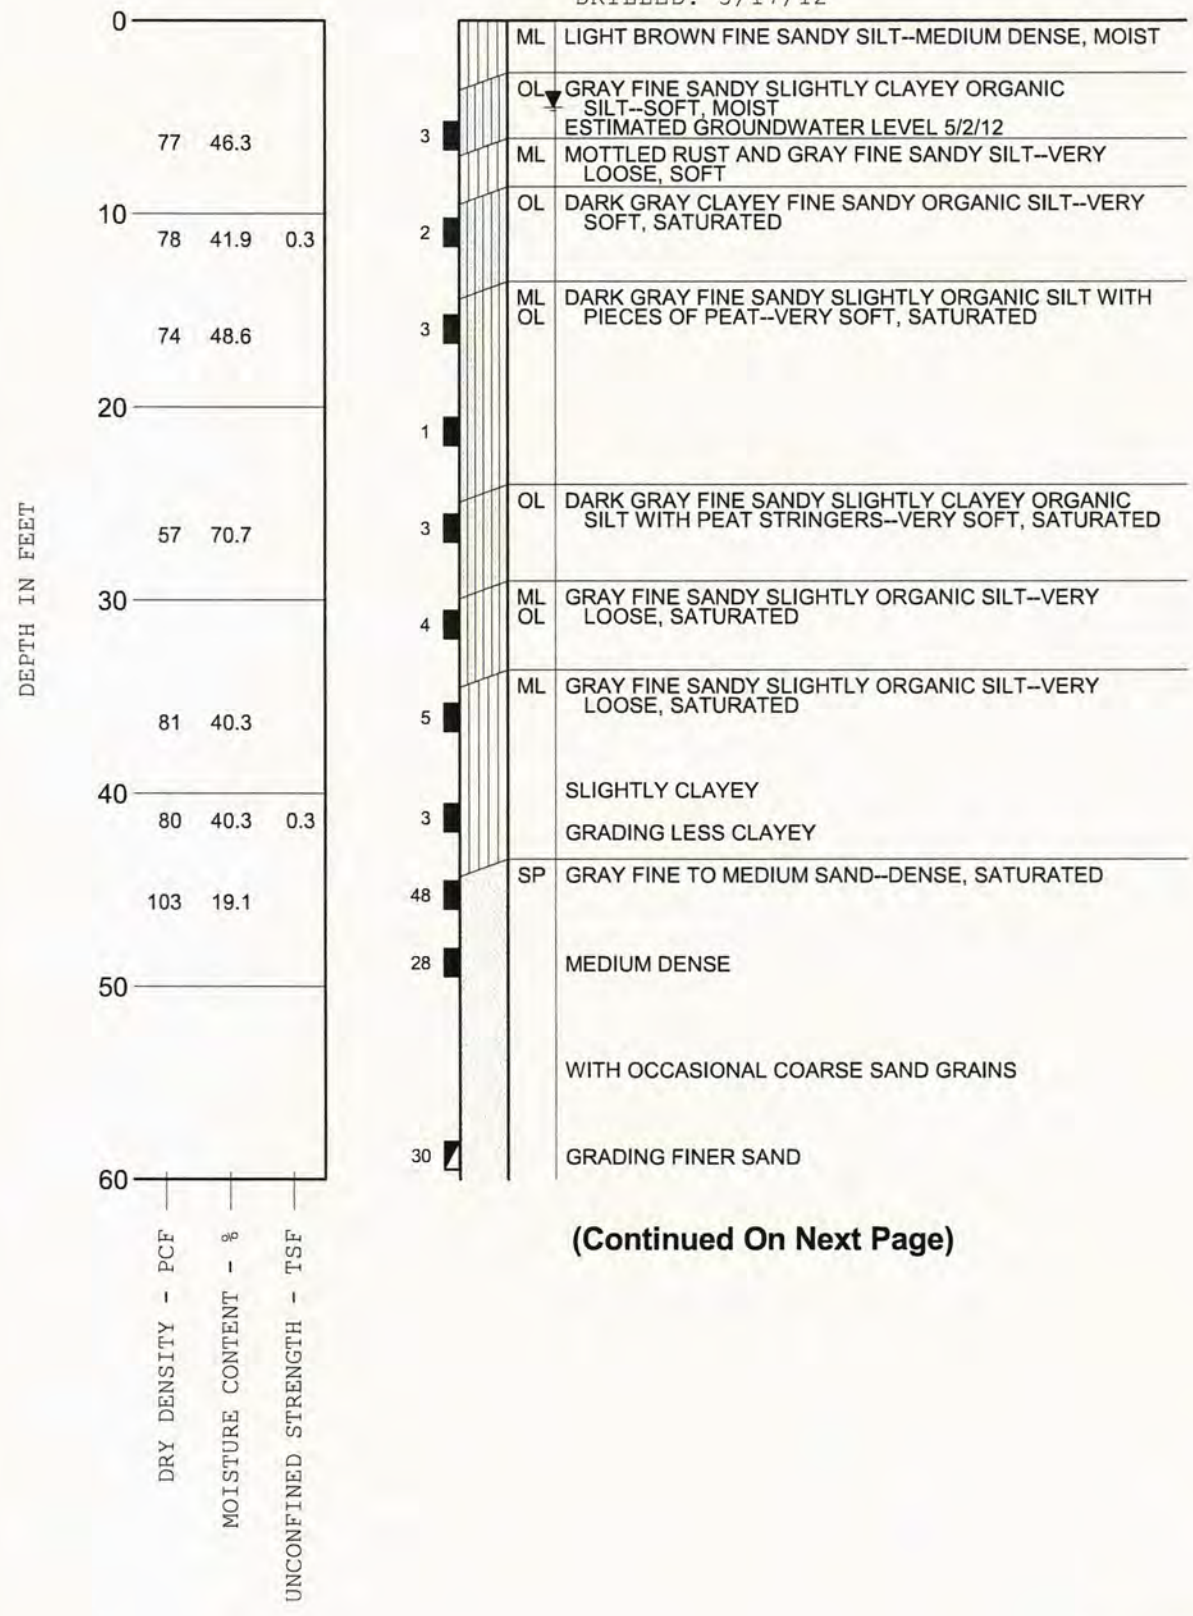 0
ML LIGHT BROWN FINE SANDY SILT--MEDIUM DENSE, MOIST
OL GRAY FINE SANDY SLIGHTLY CLAYEY ORGANIC
SILT--SOFT, MOIST
ESTIMATED GROUNDWATER LEVEL 5/2/12
77 46.3 3
ML MOTTLED RUST AND GRAY FINE SANDY SILT--VERY
LOOSE, SOFT
10
OL DARK GRAY CLAYEY FINE SANDY ORGANIC SILT--VERY
SOFT, SATURATED
78 41.9 0.3 2
ML DARK GRAY FINE SANDY SLIGHTLY ORGANIC SILT WITH
OL PIECES OF PEAT--VERY SOFT, SATURATED
74 48.6 3
20
1
OL DARK GRAY FINE SANDY SLIGHTLY CLAYEY ORGANIC
SILT WITH PEAT STRINGERS--VERY SOFT, SATURATED
57 70.7 3
30
ML GRAY FINE SANDY SLIGHTLY ORGANIC SILT--VERY
OL LOOSE, SATURATED
4
ML GRAY FINE SANDY SLIGHTLY ORGANIC SILT--VERY
LOOSE, SATURATED
81 40.3 5
40
SLIGHTLY CLAYEY
80 40.3 0.3 3
GRADING LESS CLAYEY
SP GRAY FINE TO MEDIUM SAND--DENSE, SATURATED
103 19.1 48
28 MEDIUM DENSE
50
WITH OCCASIONAL COARSE SAND GRAINS
30 GRADING FINER SAND
60
DEPTH IN FEET
DRY DENSITY - PCF
MOISTURE CONTENT - %
UNCONFINED STRENGTH - TSF
(Continued On Next Page)